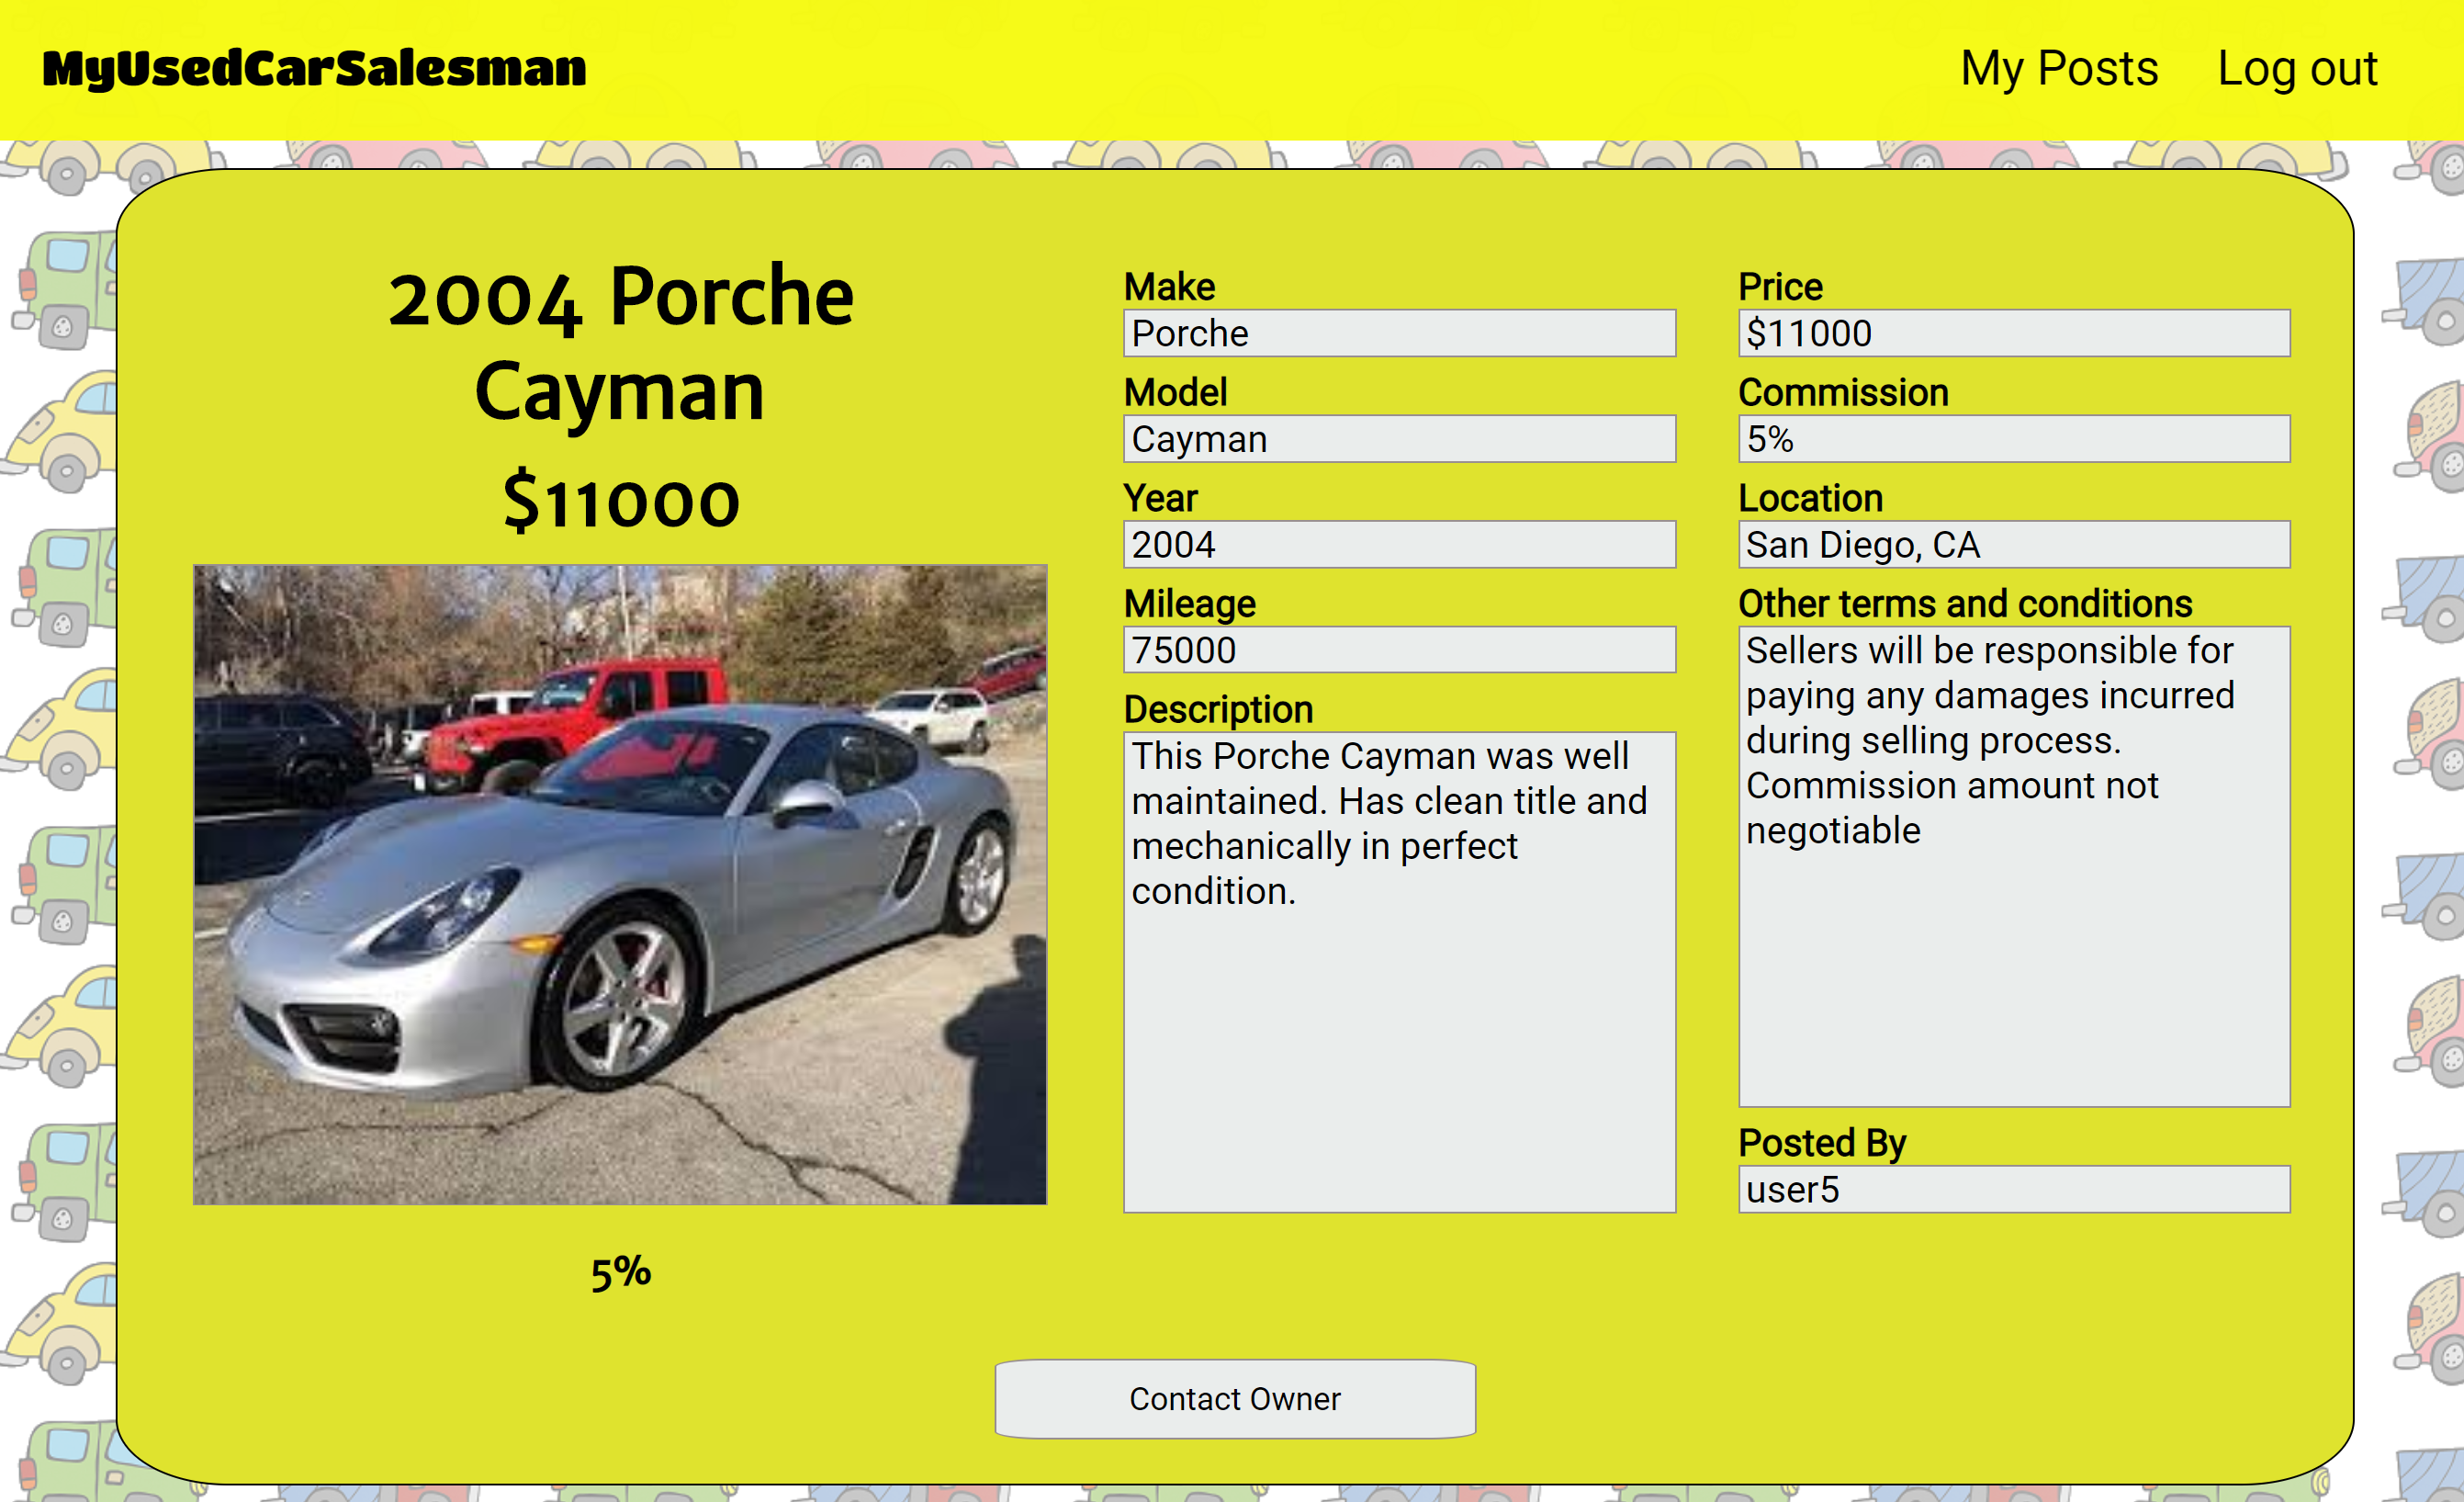 MyUsedCarSalesman
My Posts
Log out
2004 Porche
Cayman
$11000
5%
Make
Porche
Model
Cayman
Year
2004
Mileage
75000
Description
This Porche Cayman was well
maintained. Has clean title and
mechanically in perfect
condition.
Price
$11000
Commission
5%
Location
San Diego, CA
Other terms and conditions
Sellers will be responsible for
paying any damages incurred
during selling process.
Commission amount not
negotiable
Posted By
user5
Contact Owner